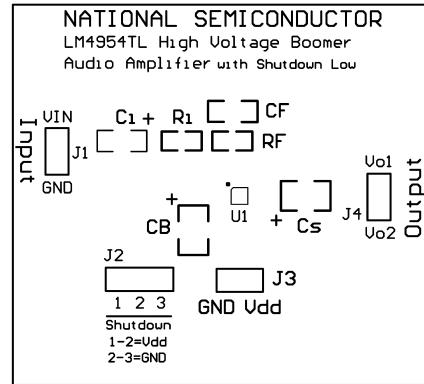 NATIONAL SEMICONDUCTOR
LM4954TL High Voltage Boomer
Audio Amplifier with Shutdown Low
Input
VIN
J1
GND
Ci +
Ri
CF
RF
+
CB
U1
+
Cs
Vo1
J4
Vo2
Output
J2
1 2 3
Shutdown
1-2=Vdd
2-3=GND
J3
GND Vdd